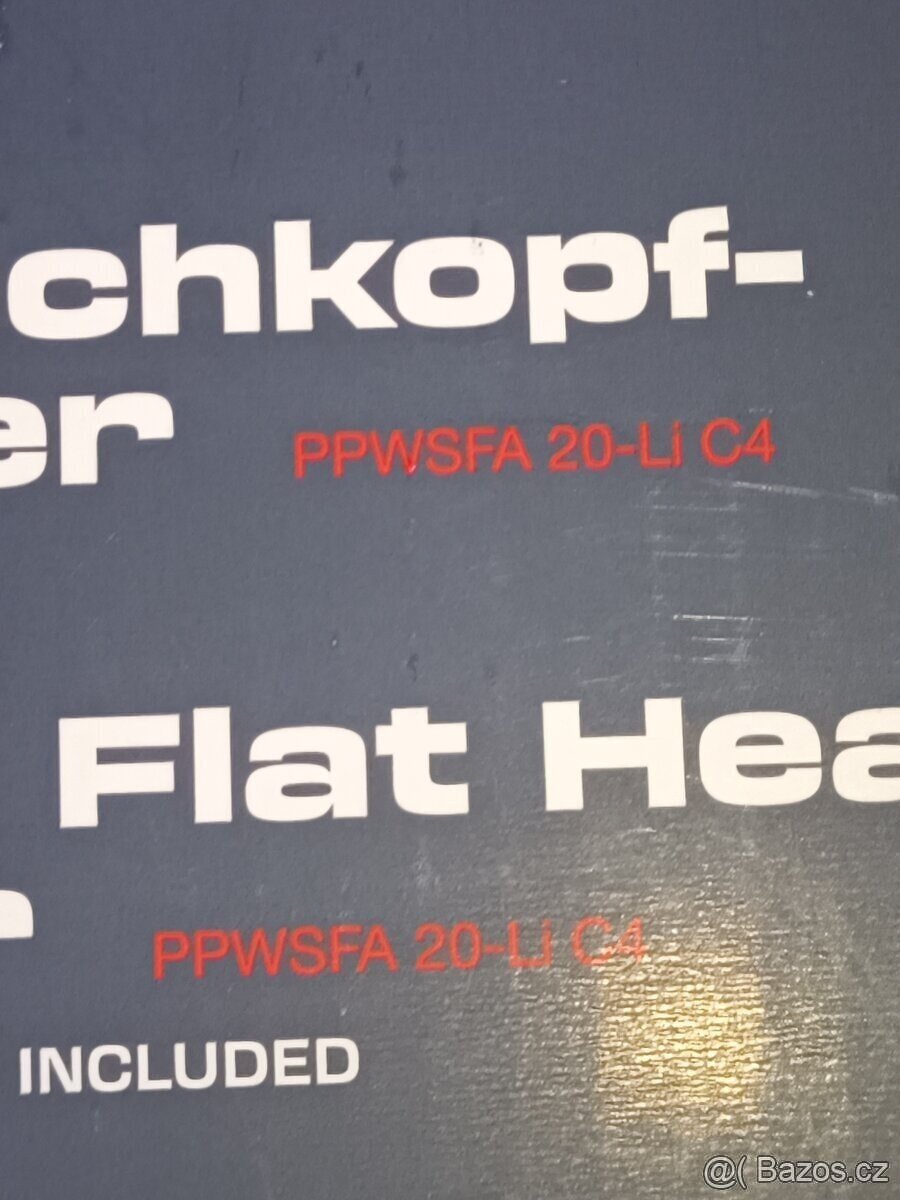 chkopf-
er PPWSFA 20-Li C4
Flat Hea
PPWSFA 20-Li C4
INCLUDED
@( Bazos.cz